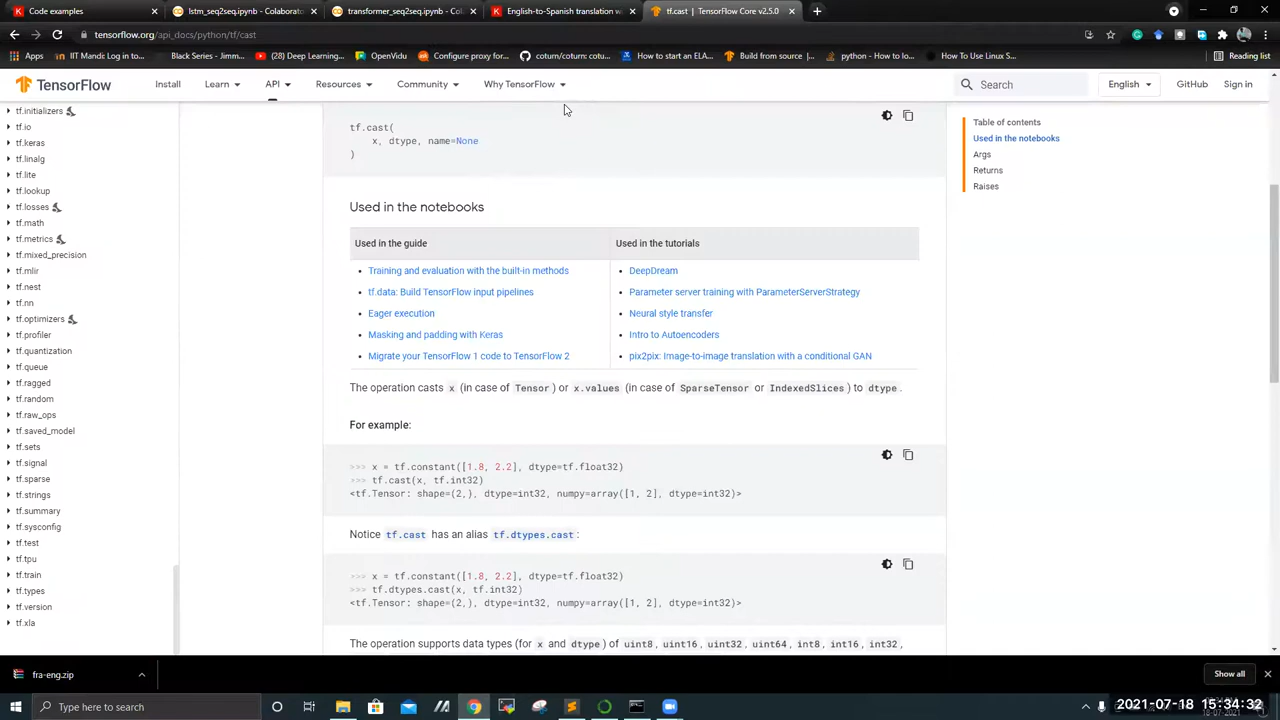 Code examples
lstm_seq2seq.ipynb - Colaborato
transformer_seq2seq.ipynb - Colab
English-to-Spanish translation w
tf.cast | TensorFlow Core v2.5.0
tensorflow.org/api_docs/python/tf/cast
Apps
IIT Mandi: Log in to...
Black Series - Jimm...
(28) Deep Learning...
OpenVidu
Configure proxy for...
coturn/coturn: cotu...
How to start an ELA...
Build from source |...
python - How to lo...
How To Use Linux S...
Reading list
TensorFlow
Install
Learn
API
Resources
Community
Why TensorFlow
Search
English
GitHub
Sign in
tf.initializers
tf.io
tf.keras
tf.linalg
tf.lite
tf.lookup
tf.losses
tf.math
tf.metrics
tf.mixed_precision
tf.mlir
tf.nest
tf.nn
tf.optimizers
tf.profiler
tf.quantization
tf.queue
tf.ragged
tf.random
tf.raw_ops
tf.saved_model
tf.sets
tf.signal
tf.sparse
tf.strings
tf.summary
tf.sysconfig
tf.test
tf.tpu
tf.train
tf.types
tf.version
tf.xla
tf.cast(
x, dtype, name=None
)
Used in the notebooks
Used in the guide
Used in the tutorials
• Training and evaluation with the built-in methods
• tf.data: Build TensorFlow input pipelines
• Eager execution
• Masking and padding with Keras
• Migrate your TensorFlow 1 code to TensorFlow 2
• DeepDream
• Parameter server training with ParameterServerStrategy
• Neural style transfer
• Intro to Autoencoders
• pix2pix: Image-to-image translation with a conditional GAN
The operation casts x (in case of Tensor) or x.values (in case of SparseTensor or IndexedSlices) to dtype.
For example:
>>> x = tf.constant([1.8, 2.2], dtype=tf.float32)
>>> tf.cast(x, tf.int32)
<tf.Tensor: shape=(2,), dtype=int32, numpy=array([1, 2], dtype=int32)>
Notice tf.cast has an alias tf.dtypes.cast:
>>> x = tf.constant([1.8, 2.2], dtype=tf.float32)
>>> tf.dtypes.cast(x, tf.int32)
<tf.Tensor: shape=(2,), dtype=int32, numpy=array([1, 2], dtype=int32)>
The operation supports data types (for x and dtype) of uint8, uint16, uint32, uint64, int8, int16, int32,
Table of contents
Used in the notebooks
Args
Returns
Raises
fra-eng.zip
Show all
Type here to search
2021-07-18 15:34:32